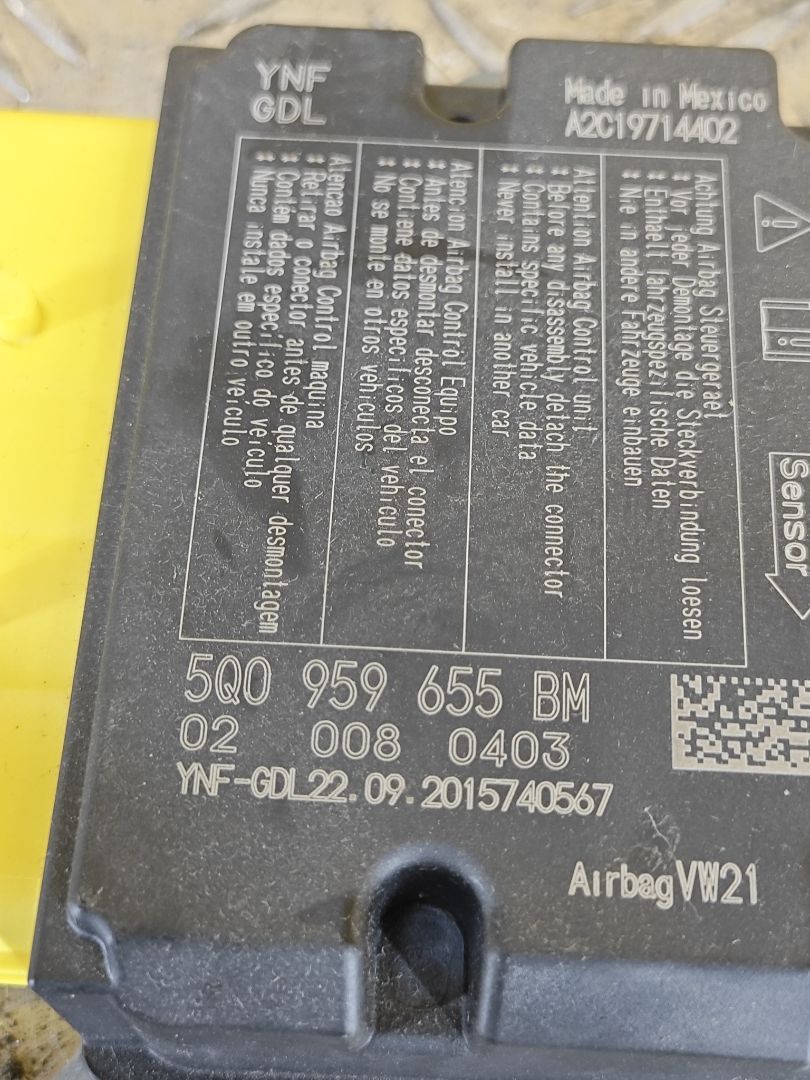 YNF
GDL
Made in Mexico
A2C19714402
Achtung Airbag Steuergerael
: Vor jeder Demontage die Steckverbindung loesen
: Enthaelt fahrzeugspezifische Daten
: Nie in andere Fahrzeuge einbauen
Attention Airbag Control unit
: Before any disassembly detach the connector
: Contains specific vehicle data
: Never install in another car
Atencion Airbag Control Equipo
: Antes de desmontar desconecta el conector
: Contiene datos especificos del vehiculo
: No se monte en otros vehiculos
Atencao Airbag Control maquina
: Retirar o conector antes de qualquer desmontagem
: Contém dados especifico do veículo
: Nunca instale em outro veículo
Sensor
5Q0 959 655 BM
02 008 0403
YNF-GDL22.09.2015740567
AirbagVW21